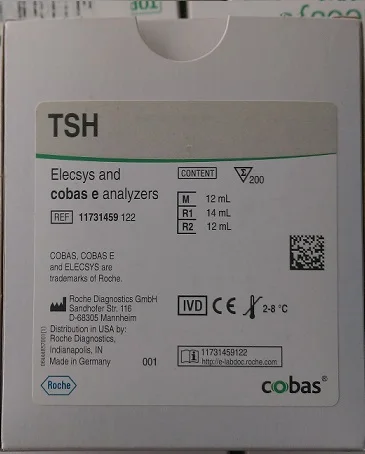 TSH
Elecsys and
cobas e analyzers
REF 11731459 122
CONTENT Σ 200
M 12 mL
R1 14 mL
R2 12 mL
COBAS, COBAS E
and ELECSYS are
trademarks of Roche.
Roche Diagnostics GmbH
Sandhofer Str. 116
D-68305 Mannheim
Distribution in USA by:
Roche Diagnostics,
Indianapolis, IN
Made in Germany 001
IVD CE 2-8 °C
i 11731459122
http://e-labdoc.roche.com
Roche
cobas®